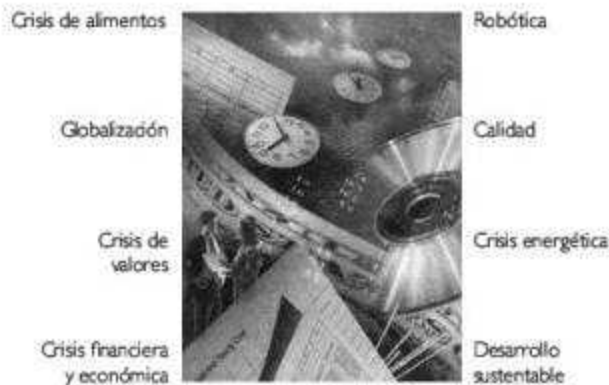 Crisis de alimentos
Robótica
Globalización
Calidad
Crisis de
valores
Crisis energética
Crisis financiera
y económica
Desarrollo
sustentable